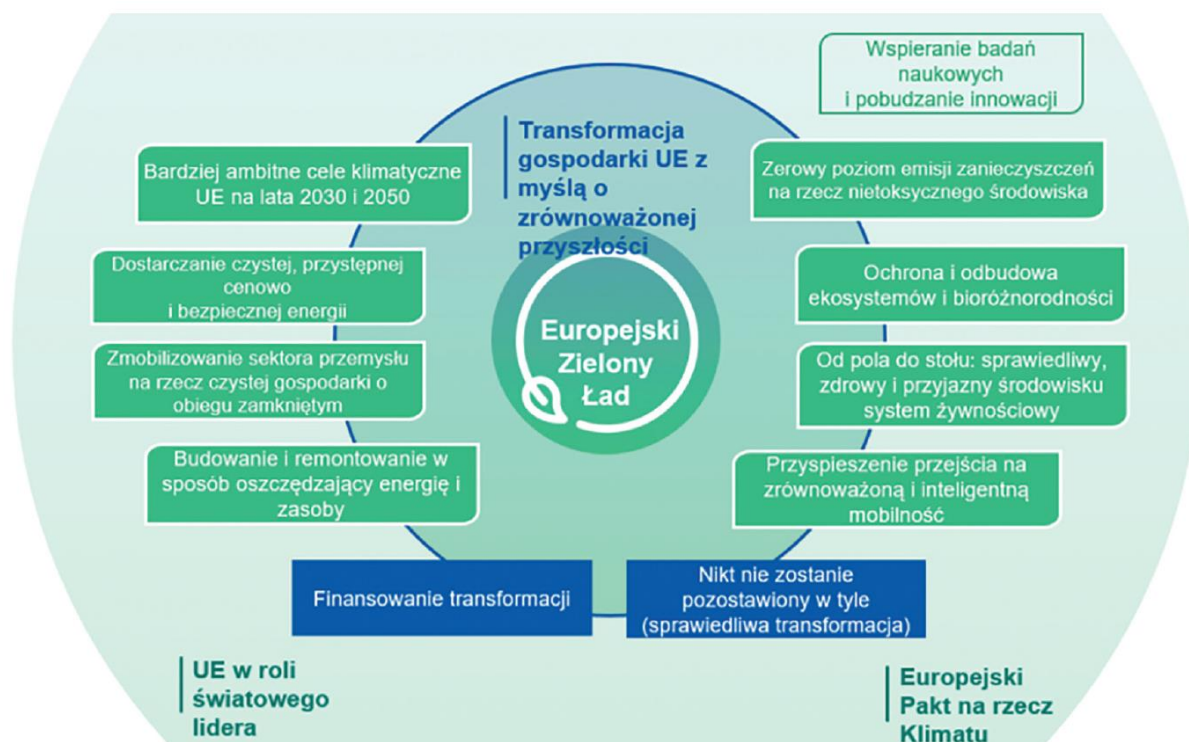 Wspieranie badań
naukowych
i pobudzanie innowacji
Transformacja
gospodarki UE z
myślą o
zrównoważonej
przyszłości
Bardziej ambitne cele klimatyczne
UE na lata 2030 i 2050
Dostarczanie czystej, przystępnej
cenowo
i bezpiecznej energii
Zmobilizowanie sektora przemysłu
na rzecz czystej gospodarki o
obiegu zamkniętym
Budowanie i remontowanie w
sposób oszczędzający energię i
zasoby
Europejski
Zielony
Ład
Zerowy poziom emisji zanieczyszczeń
na rzecz nietoksycznego środowiska
Ochrona i odbudowa
ekosystemów i bioróżnorodności
Od pola do stołu: sprawiedliwy,
zdrowy i przyjazny środowisku
system żywnościowy
Przyspieszenie przejścia na
zrównoważoną i inteligentną
mobilność
Finansowanie transformacji
Nikt nie zostanie
pozostawiony w tyle
(sprawiedliwa transformacja)
UE w roli
światowego
lidera
Europejski
Pakt na rzecz
Klimatu